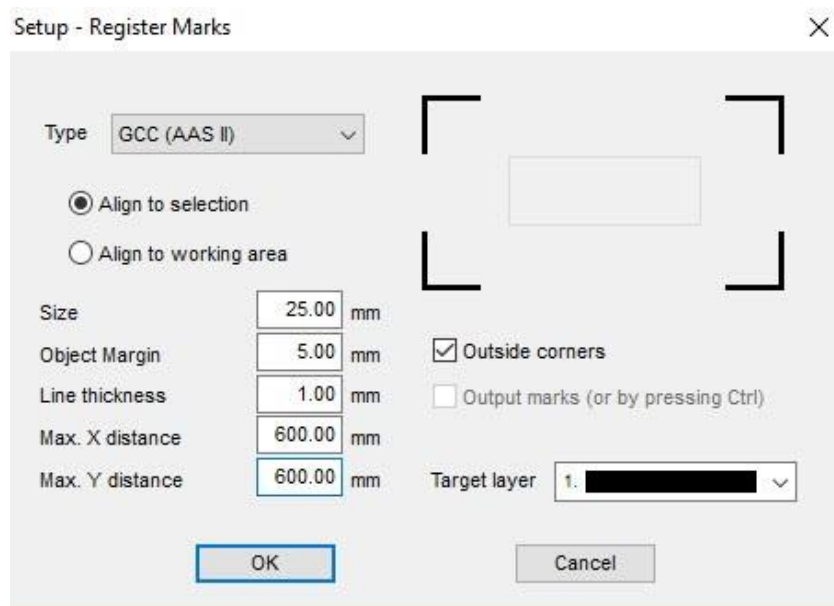 Setup - Register Marks
Type GCC (AAS II)
Align to selection
Align to working area
Size 25.00 mm
Object Margin 5.00 mm
Line thickness 1.00 mm
Max. X distance 600.00 mm
Max. Y distance 600.00 mm
Outside corners
Output marks (or by pressing Ctrl)
Target layer 1.
OK
Cancel